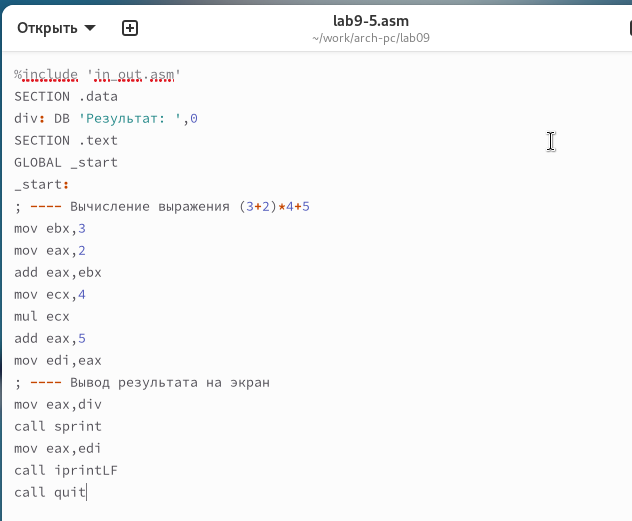 Открыть
lab9-5.asm
~/work/arch-pc/lab09
%include 'in_out.asm'
SECTION .data
div: DB 'Результат: ',0
SECTION .text
GLOBAL _start
_start:
; ---- Вычисление выражения (3+2)*4+5
mov ebx,3
mov eax,2
add eax,ebx
mov ecx,4
mul ecx
add eax,5
mov edi,eax
; ---- Вывод результата на экран
mov eax,div
call sprint
mov eax,edi
call iprintLF
call quit